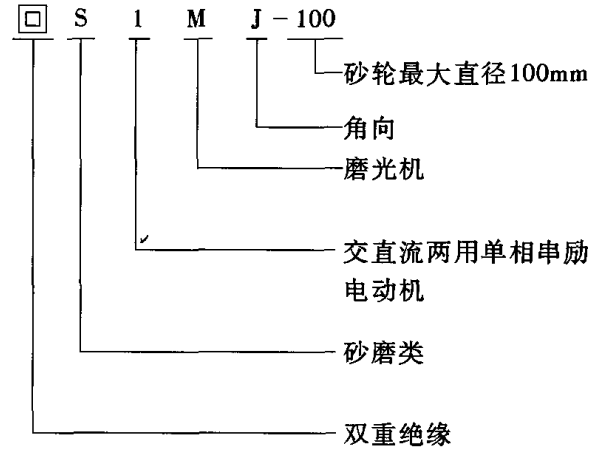 回 S 1 M J-100
砂轮最大直径100mm
角向
磨光机
交直流两用单相串励
电动机
砂磨类
双重绝缘